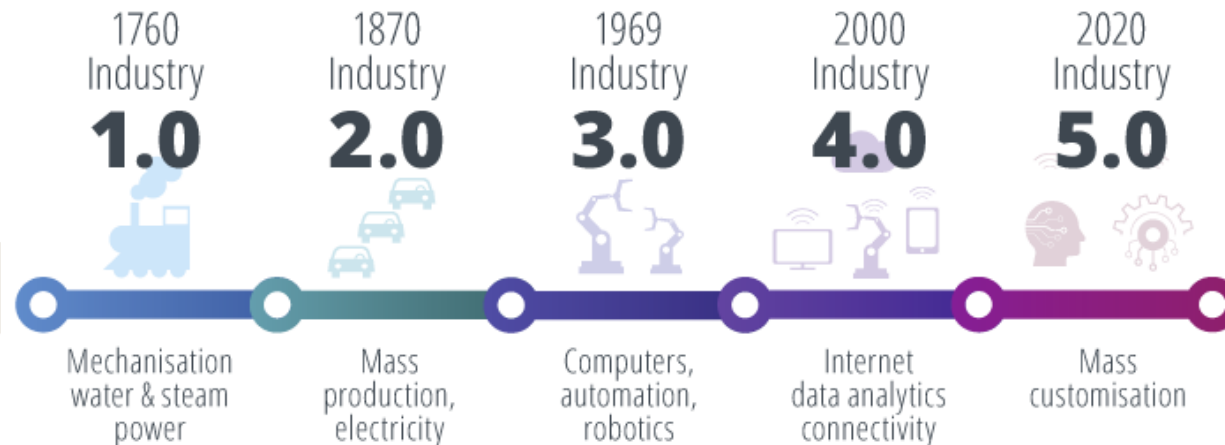 1760
Industry
1.0
1870
Industry
2.0
1969
Industry
3.0
2000
Industry
4.0
2020
Industry
5.0
Mechanisation
water & steam
power
Mass
production,
electricity
Computers,
automation,
robotics
Internet
data analytics
connectivity
Mass
customisation